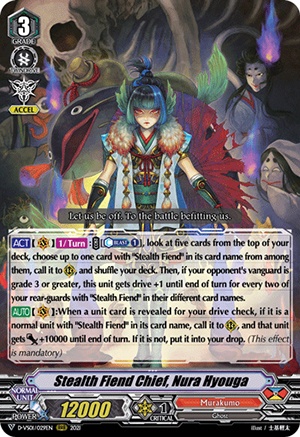 3
GRADE
ACCEL
Let us be off. To the battle befitting us.
ACT 1/Turn BLAST 1, look at five cards from the top of your
deck, choose up to one card with "Stealth Fiend" in its card name from among
them, call it to, and shuffle your deck. Then, if your opponent's vanguard is
grade 3 or greater, this unit gets drive +1 until end of turn for every two of
your rear-guards with "Stealth Fiend" in their different card names.
AUTO :When a unit card is revealed for your drive check, if it is a
normal unit with "Stealth Fiend" in its card name, call it to, and that unit
gets +10000 until end of turn. If it is not, put it into your drop. (This effect
is mandatory)
Stealth Fiend Chief, Nura Hyouga
NORMAL UNIT
Murakumo
Ghost
POWER 12000
1
CRITICAL
D-VS01/029EN RRR 2021